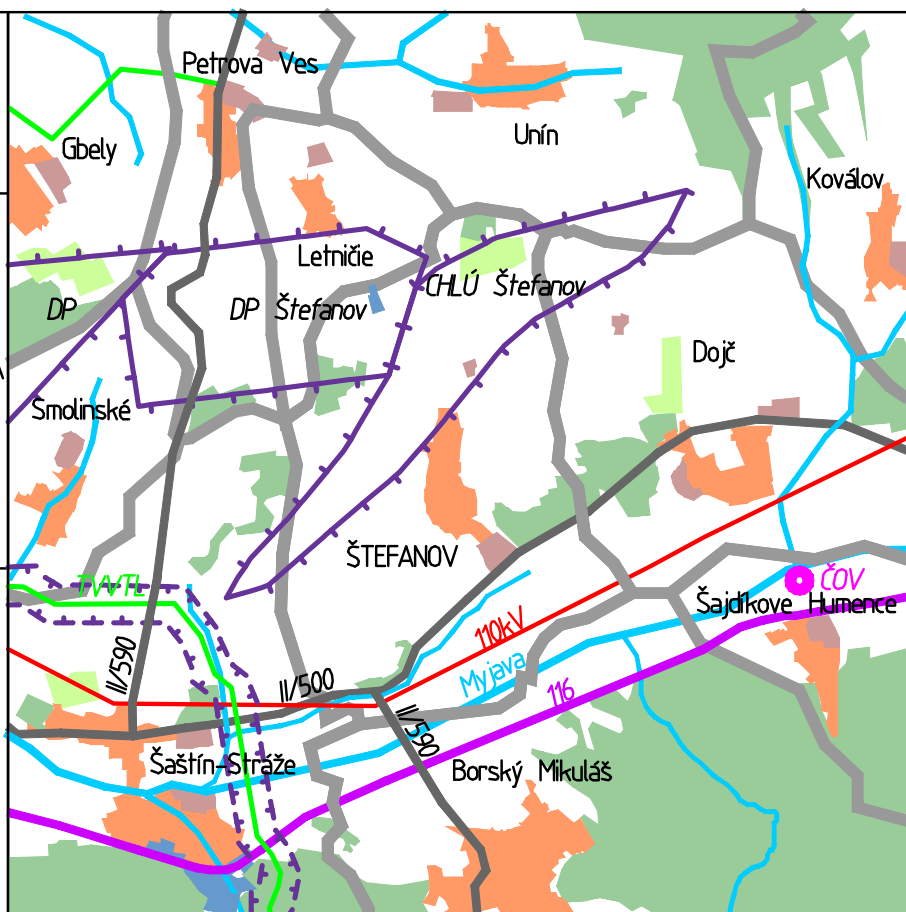 Petrova Ves
Unín
Gbely
Koválov
Letničie
CHLÚ Štefanov
DP
DP Štefanov
Dojč
Smolinské
ŠTEFANOV
TVVTL
ČOV
Šajdíkove Humence
110kV
II/590
Myjava
II/500
116
II/590
Šaštín-Stráže
Borský Mikuláš